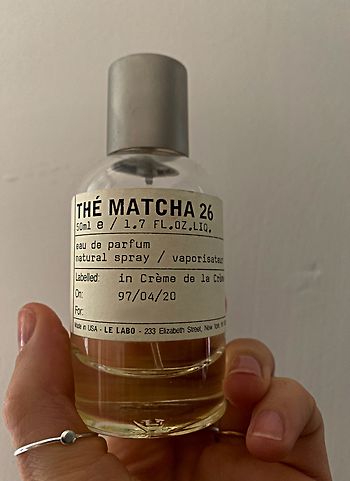 THÉ MATCHA 26
50ml e / 1.7 FL.OZ.LIQ.
eau de parfum
natural spray / vaporisateur
Labelled: in Crème de la Crème
On: 97/04/20
For:
Made in USA - LE LABO - 233 Elizabeth Street, New York, NY